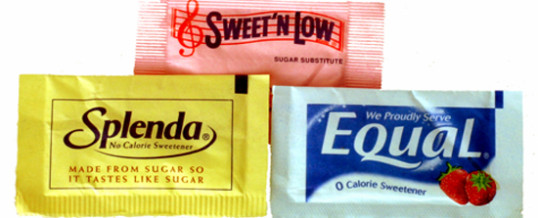 SWEET'N LOW
SUGAR SUBSTITUTE
Splenda®
No Calorie Sweetener
MADE FROM SUGAR SO
IT TASTES LIKE SUGAR
We Proudly Serve
EQUAL®
0 Calorie Sweetener